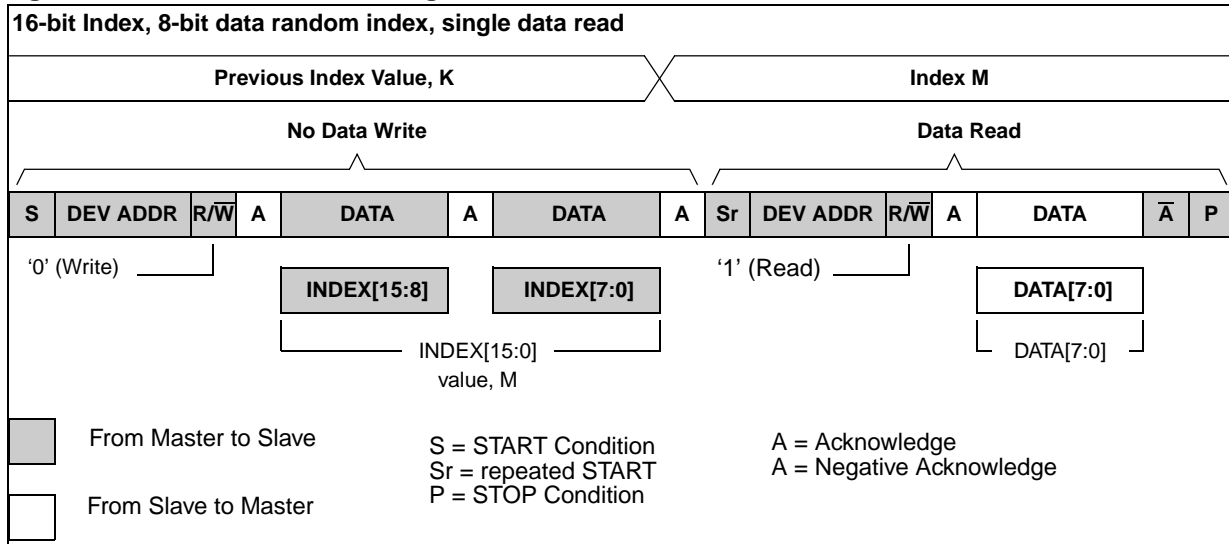 16-bit Index, 8-bit data random index, single data read
Previous Index Value, K
Index M
No Data Write
Data Read
S DEV ADDR R/W̅ A DATA A DATA A Sr DEV ADDR R/W̅ A DATA A̅ P
‘0’ (Write)
‘1’ (Read)
INDEX[15:8]
INDEX[7:0]
DATA[7:0]
INDEX[15:0]
value, M
DATA[7:0]
From Master to Slave
From Slave to Master
S = START Condition
Sr = repeated START
P = STOP Condition
A = Acknowledge
A = Negative Acknowledge